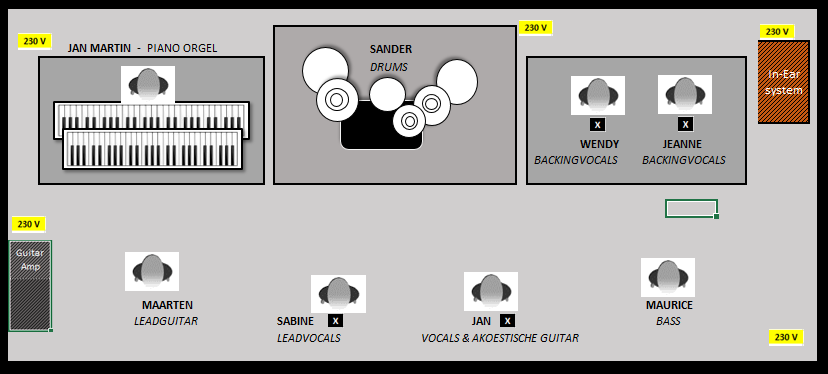 230 V
JAN MARTIN - PIANO ORGEL
SANDER
DRUMS
230 V
230 V
In-Ear
system
WENDY
X
BACKINGVOCALS
JEANNE
X
BACKINGVOCALS
230 V
Guitar
Amp
MAARTEN
LEADGUITAR
SABINE X
LEADVOCALS
JAN X
VOCALS & AKOESTISCHE GUITAR
MAURICE
BASS
230 V